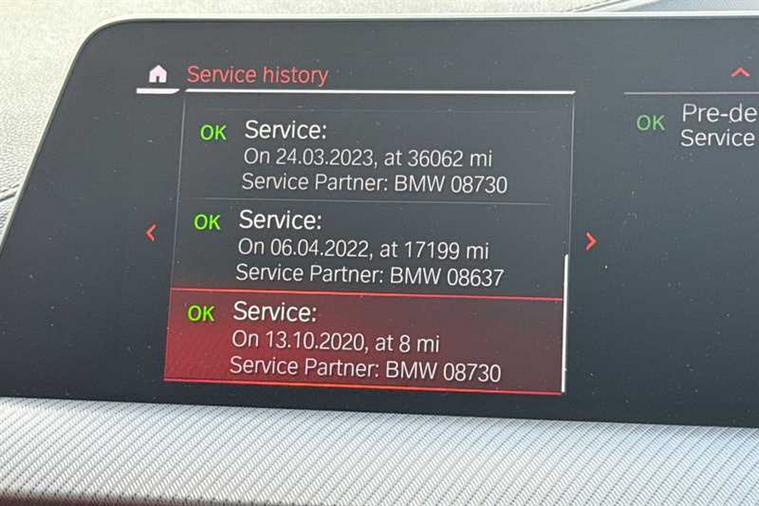 Service history
OK Service:
On 24.03.2023, at 36062 mi
Service Partner: BMW 08730
OK Service:
On 06.04.2022, at 17199 mi
Service Partner: BMW 08637
OK Service:
On 13.10.2020, at 8 mi
Service Partner: BMW 08730
OK Pre-de
Service